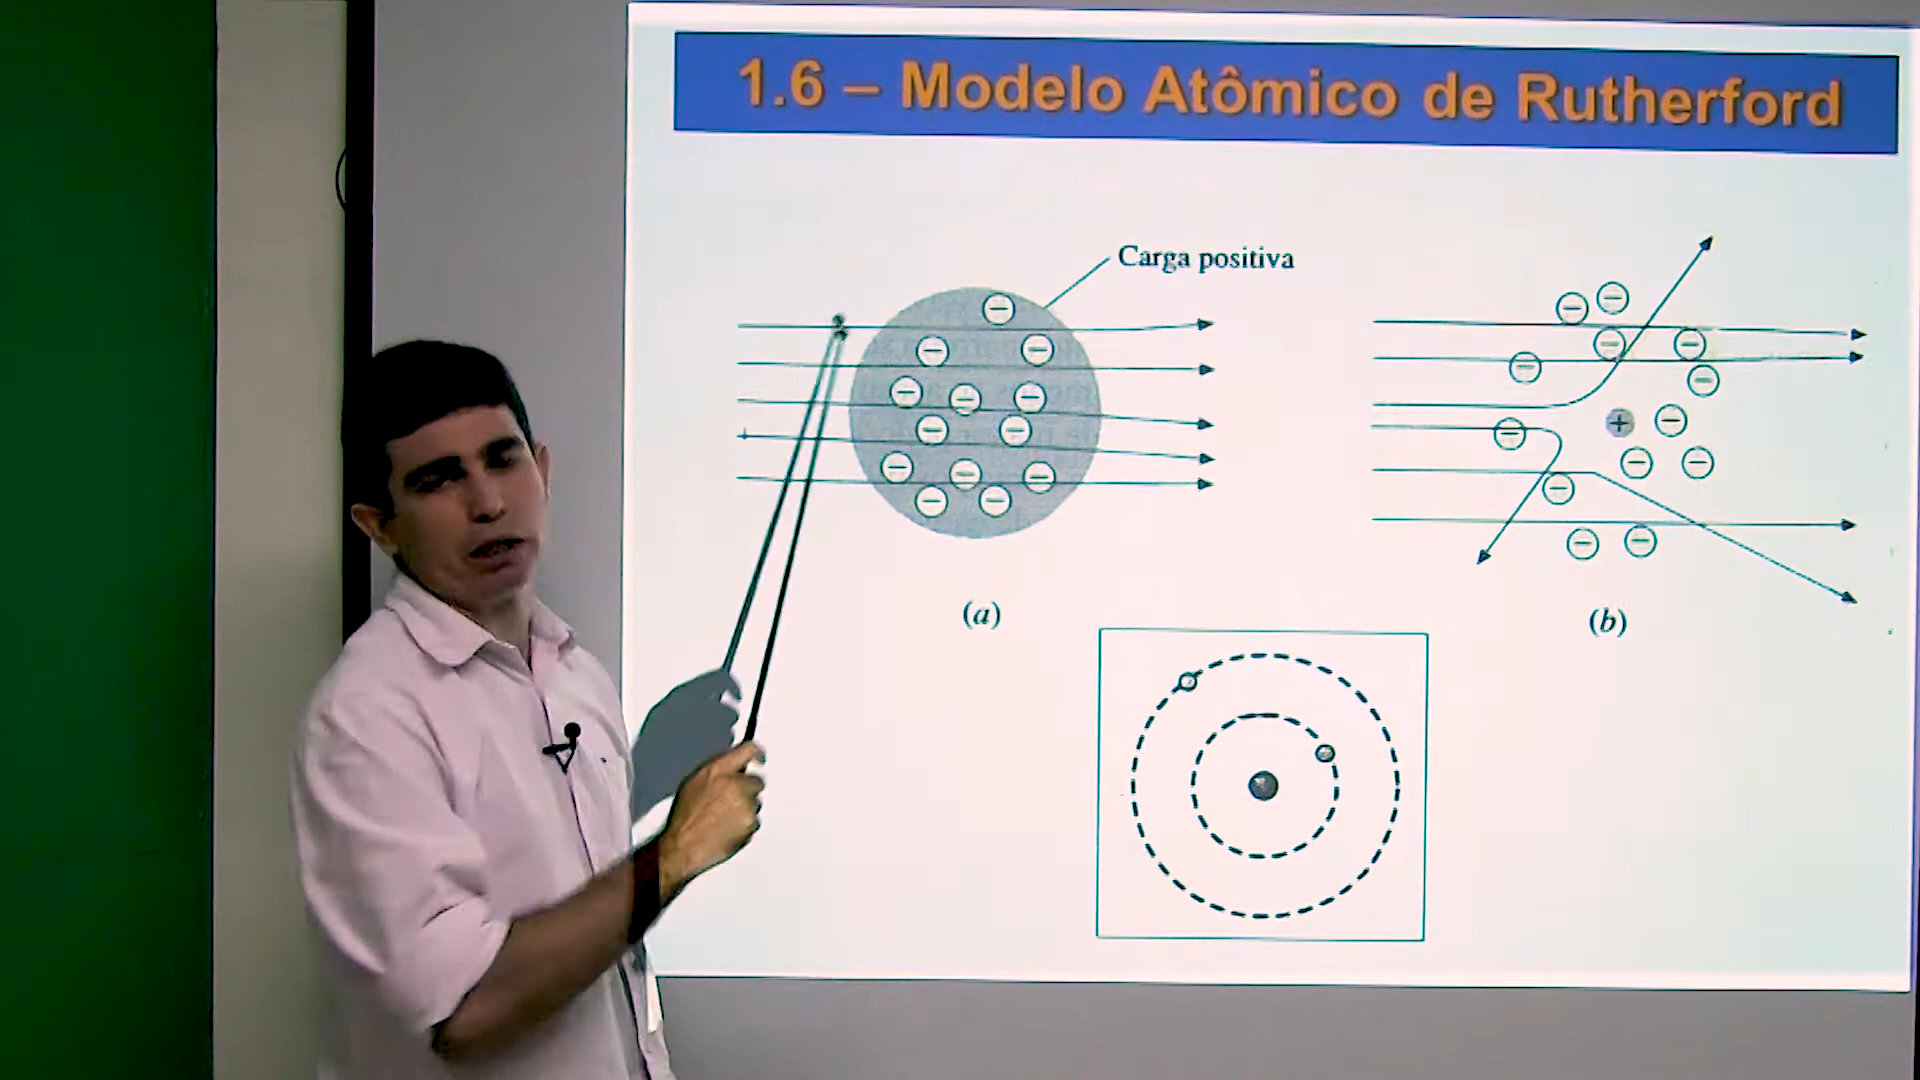 1.6 – Modelo Atômico de Rutherford
Carga positiva
(a)
(b)